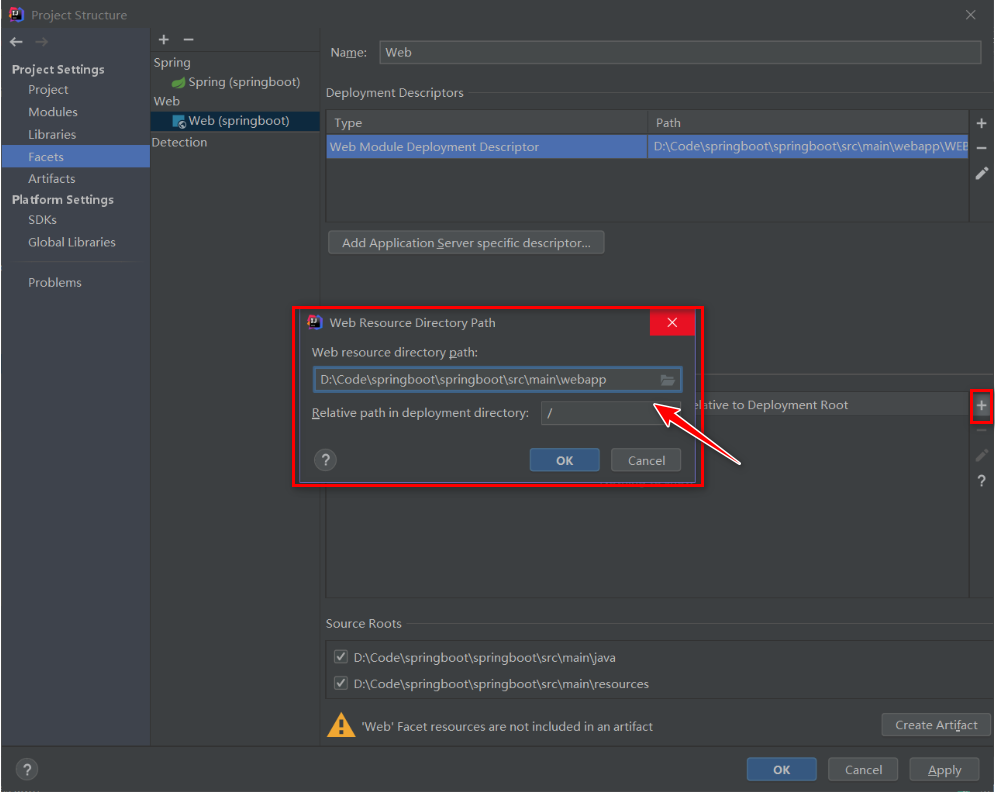 Project Structure
Project Settings
Project
Modules
Libraries
Facets
Artifacts
Platform Settings
SDKs
Global Libraries
Problems
Spring
Spring (springboot)
Web
Web (springboot)
Detection
Name: Web
Deployment Descriptors
Type Path
Web Module Deployment Descriptor D:\Code\springboot\springboot\src\main\webapp\WEB
Add Application Server specific descriptor...
Web Resource Directory Path
Web resource directory path:
D:\Code\springboot\springboot\src\main\webapp
Relative path in deployment directory: /
? OK Cancel
to Deployment Root
?
Source Roots
D:\Code\springboot\springboot\src\main\java
D:\Code\springboot\springboot\src\main\resources
'Web' Facet resources are not included in an artifact
Create Artifact
? OK Cancel Apply